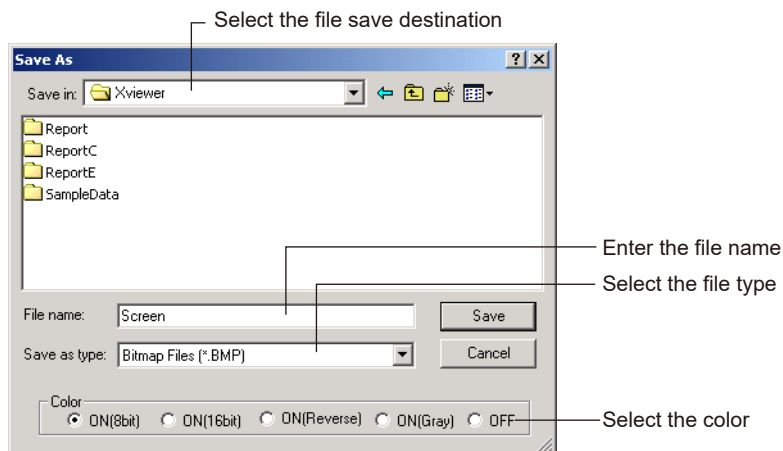 Select the file save destination
Save As
Save in: Xviewer
Report
ReportC
ReportE
SampleData
Enter the file name
Select the file type
File name: Screen Save
Save as type: Bitmap Files (*.BMP) Cancel
Color
ON(8bit) ON(16bit) ON(Reverse) ON(Gray) OFF
Select the color